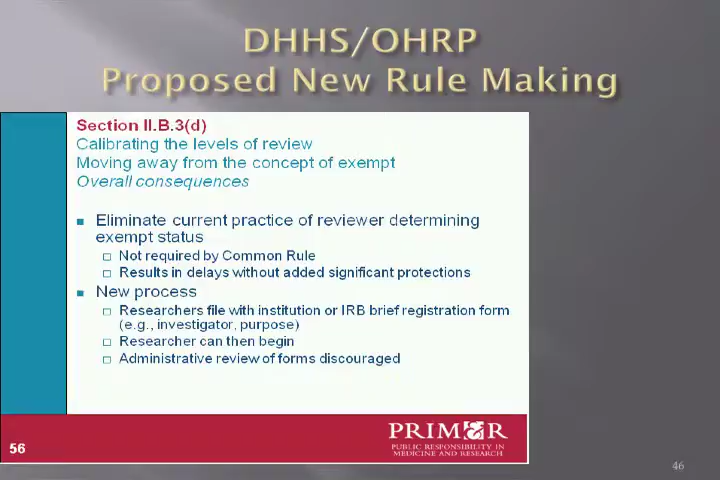 DHHS/OHRP
Proposed New Rule Making
Section II.B.3(d)
Calibrating the levels of review
Moving away from the concept of exempt
Overall consequences
Eliminate current practice of reviewer determining
exempt status
Not required by Common Rule
Results in delays without added significant protections
New process
Researchers file with institution or IRB brief registration form
(e.g., investigator, purpose)
Researcher can then begin
Administrative review of forms discouraged
PRIM&R
PUBLIC RESPONSIBILITY IN
MEDICINE AND RESEARCH
56
46